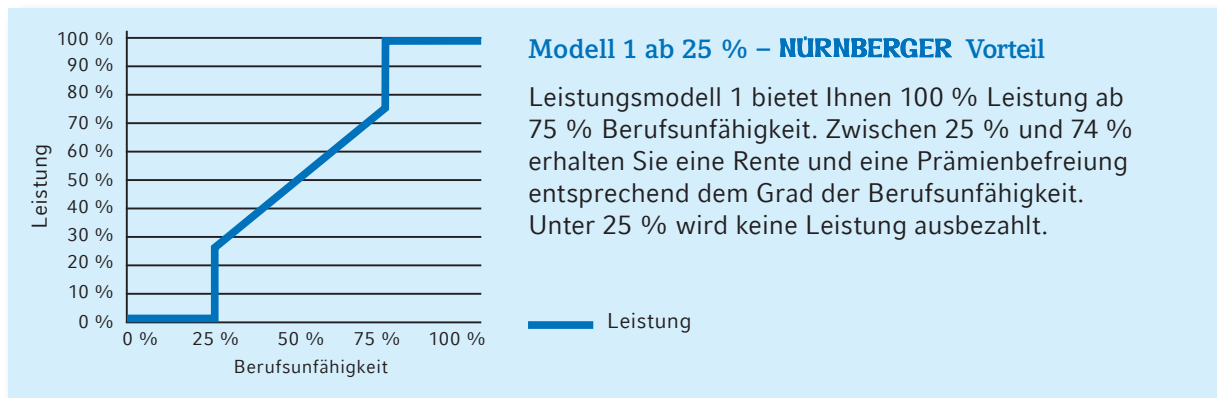 Modell 1 ab 25 % – NÜRNBERGER Vorteil
Leistungsmodell 1 bietet Ihnen 100 % Leistung ab
75 % Berufsunfähigkeit. Zwischen 25 % und 74 %
erhalten Sie eine Rente und eine Prämienbefreiung
entsprechend dem Grad der Berufsunfähigkeit.
Unter 25 % wird keine Leistung ausbezahlt.
Leistung
Leistung
100 %
90 %
80 %
70 %
60 %
50 %
40 %
30 %
20 %
10 %
0 %
0 % 25 % 50 % 75 % 100 %
Berufsunfähigkeit